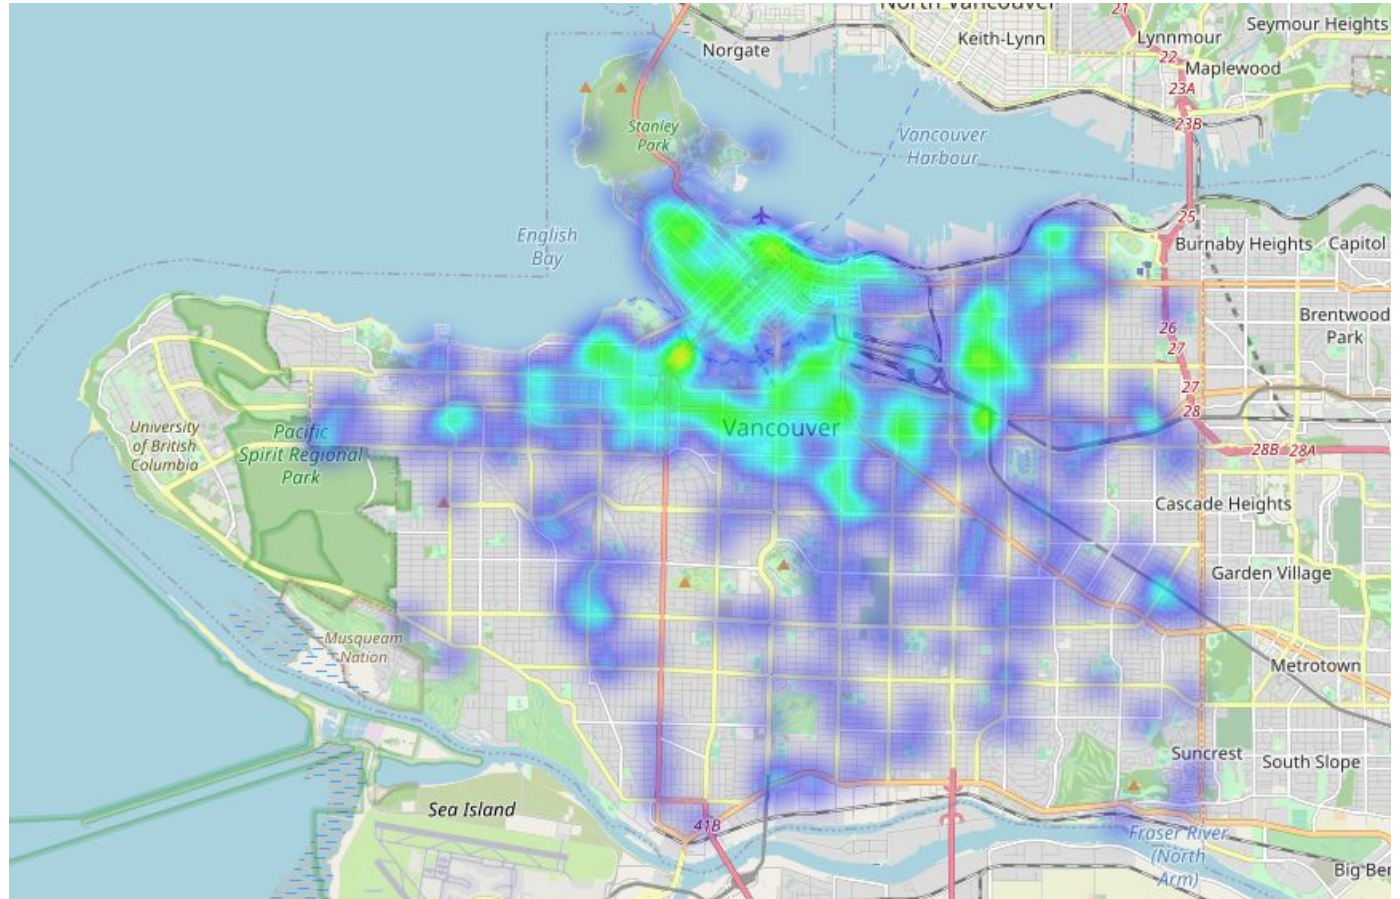 North Vancouver
21
Seymour Heights
Norgate
Keith-Lynn
Lynnmour
22
Maplewood
23A
Stanley
Park
23B
Vancouver
Harbour
25
English
Bay
Burnaby Heights
Capitol
26
Brentwood
Park
27
27
28
University
of British
Columbia
Pacific
Spirit Regional
Park
Vancouver
28B
28A
Cascade Heights
Garden Village
Musqueam
Nation
Metrotown
Suncrest
South Slope
Sea Island
41B
Fraser River
(North
Arm)
Big Be